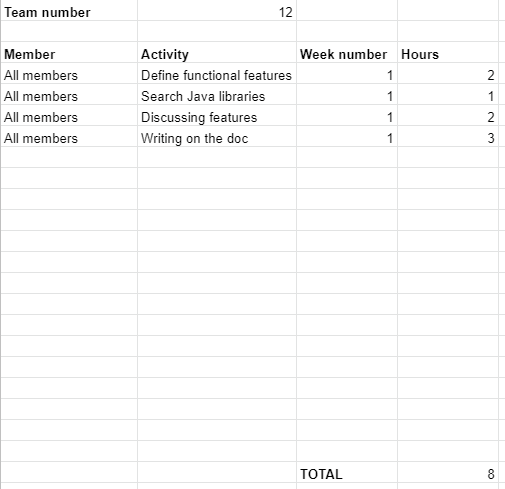 Team number 12
Member Activity Week number Hours
All members Define functional features 1 2
All members Search Java libraries 1 1
All members Discussing features 1 2
All members Writing on the doc 1 3
TOTAL 8